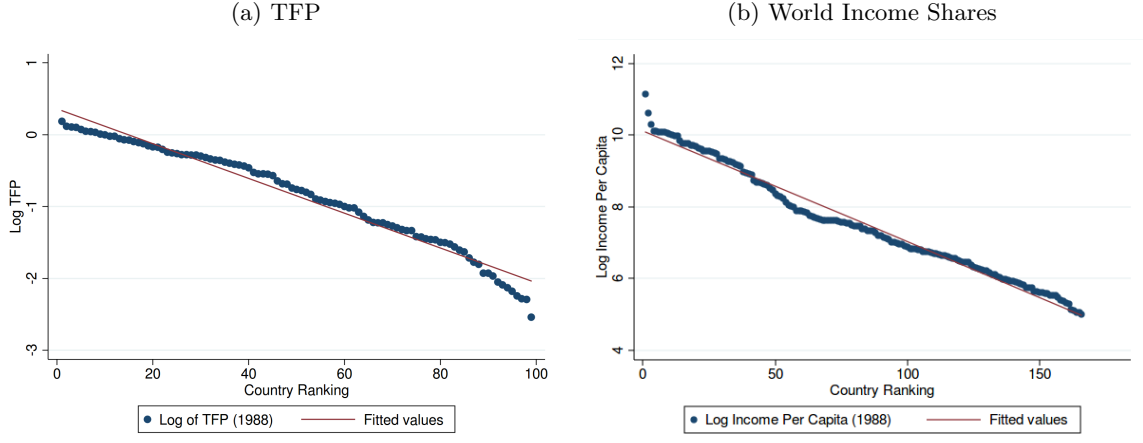 (a) TFP
1
0
-1
-2
-3
Log TFP
0 20 40 60 80 100
Country Ranking
Log of TFP (1988) Fitted values
(b) World Income Shares
12
10
8
6
4
Log Income Per Capita
0 50 100 150
Country Ranking
Log Income Per Capita (1988) Fitted values